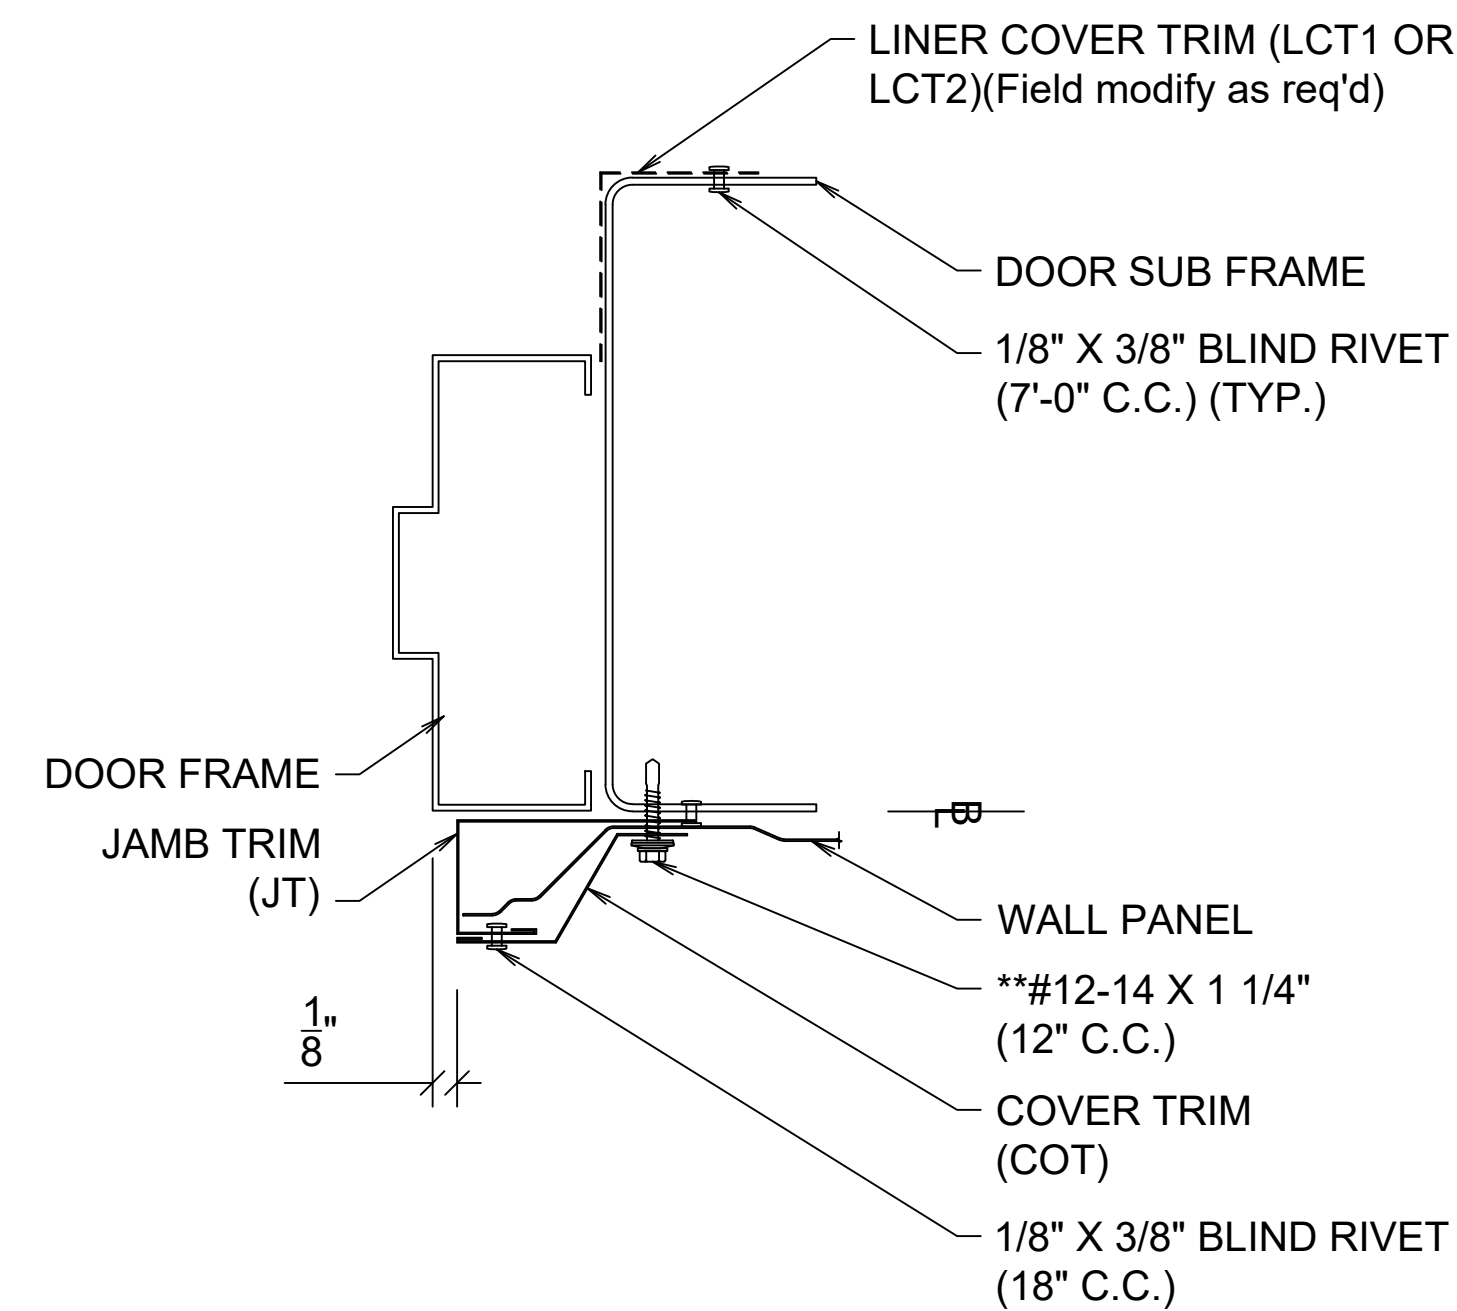 LINER COVER TRIM (LCT1 OR
LCT2)(Field modify as req'd)
DOOR SUB FRAME
1/8" X 3/8" BLIND RIVET
(7'-0" C.C.) (TYP.)
DOOR FRAME
JAMB TRIM
(JT)
BL
WALL PANEL
**#12-14 X 1 1/4"
(12" C.C.)
1/8"
COVER TRIM
(COT)
1/8" X 3/8" BLIND RIVET
(18" C.C.)